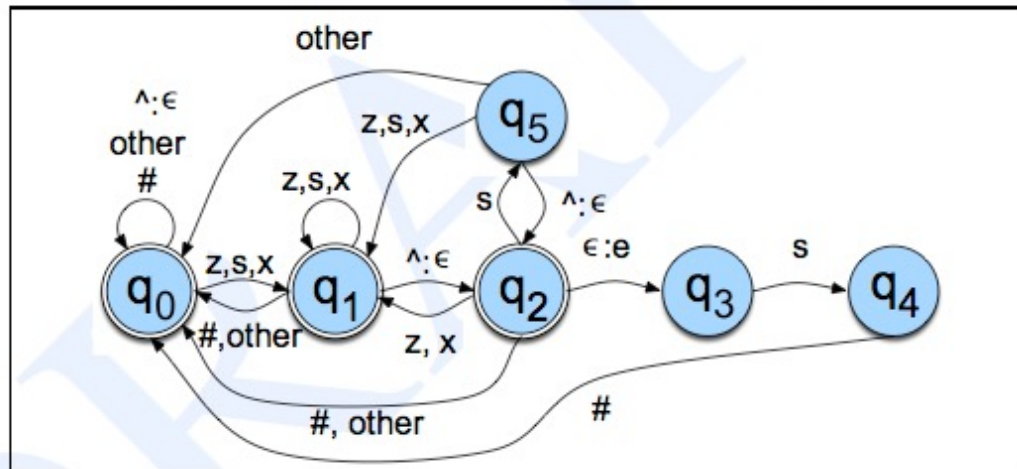 other
^:ϵ
other
#
z,s,x
q5
z,s,x
s
^:ϵ
ϵ:e
s
z,s,x
^:ϵ
q0
q1
q2
q3
q4
#,other
z, x
#, other
#